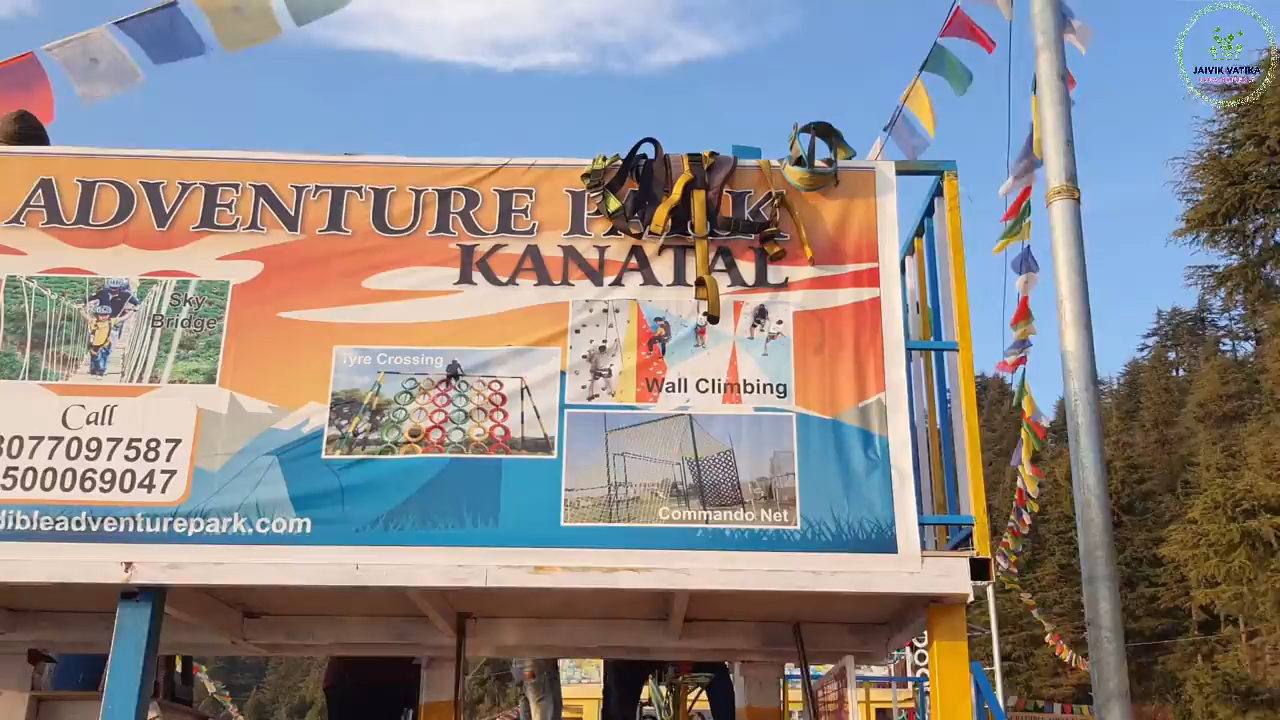 ADVENTURE PARK
KANATAL
Sky
Bridge
Tyre Crossing
Wall Climbing
Call
8077097587
500069047
dibleadventurepark.com
Commando Net
JAIVIK VATIKA